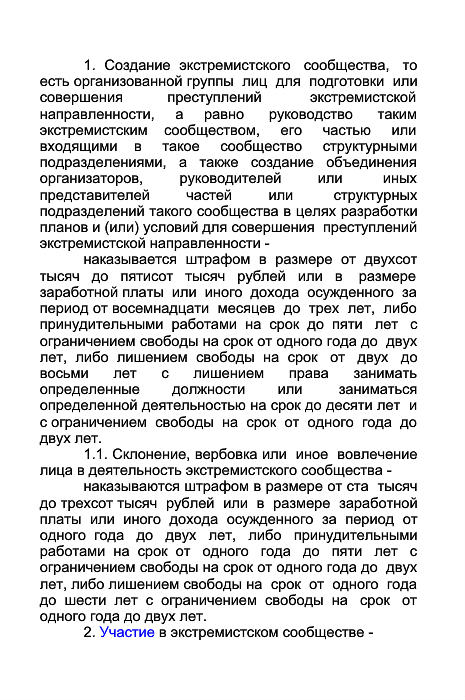 1. Создание экстремистского сообщества, то
есть организованной группы лиц для подготовки или
совершения преступлений экстремистской
направленности, а равно руководство таким
экстремистским сообществом, его частью или
входящими в такое сообщество структурными
подразделениями, а также создание объединения
организаторов, руководителей или иных
представителей частей или структурных
подразделений такого сообщества в целях разработки
планов и (или) условий для совершения преступлений
экстремистской направленности -
наказывается штрафом в размере от двухсот
тысяч до пятисот тысяч рублей или в размере
заработной платы или иного дохода осужденного за
период от восемнадцати месяцев до трех лет, либо
принудительными работами на срок до пяти лет с
ограничением свободы на срок от одного года до двух
лет, либо лишением свободы на срок от двух до
восьми лет с лишением права занимать
определенные должности или заниматься
определенной деятельностью на срок до десяти лет и
с ограничением свободы на срок от одного года до
двух лет.
1.1. Склонение, вербовка или иное вовлечение
лица в деятельность экстремистского сообщества -
наказываются штрафом в размере от ста тысяч
до трехсот тысяч рублей или в размере заработной
платы или иного дохода осужденного за период от
одного года до двух лет, либо принудительными
работами на срок от одного года до пяти лет с
ограничением свободы на срок от одного года до двух
лет, либо лишением свободы на срок от одного года
до шести лет с ограничением свободы на срок от
одного года до двух лет.
2. Участие в экстремистском сообществе -